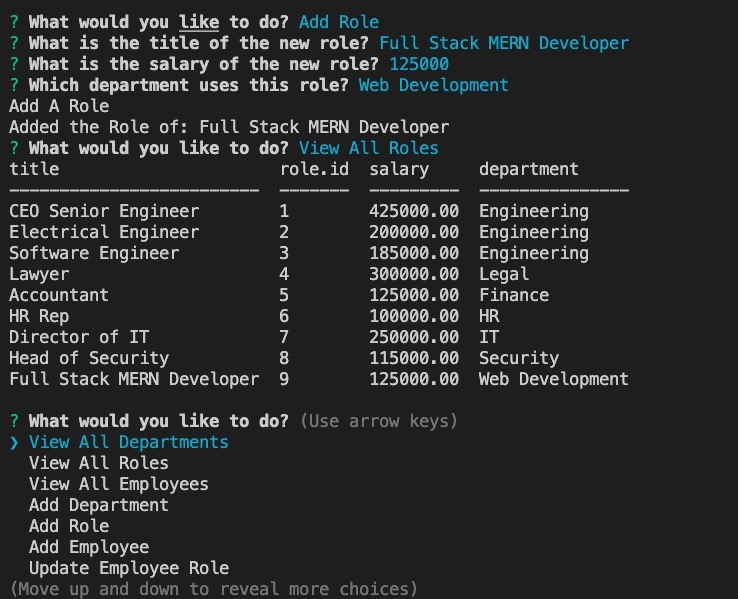 ? What would you like to do? Add Role
? What is the title of the new role? Full Stack MERN Developer
? What is the salary of the new role? 125000
? Which department uses this role? Web Development
Add A Role
Added the Role of: Full Stack MERN Developer
? What would you like to do? View All Roles
title                      role.id  salary     department
-------------------------  -------  ---------  ---------------
CEO Senior Engineer        1        425000.00  Engineering
Electrical Engineer        2        200000.00  Engineering
Software Engineer          3        185000.00  Engineering
Lawyer                     4        300000.00  Legal
Accountant                 5        125000.00  Finance
HR Rep                     6        100000.00  HR
Director of IT             7        250000.00  IT
Head of Security           8        115000.00  Security
Full Stack MERN Developer  9        125000.00  Web Development
? What would you like to do? (Use arrow keys)
❯ View All Departments
  View All Roles
  View All Employees
  Add Department
  Add Role
  Add Employee
  Update Employee Role
(Move up and down to reveal more choices)